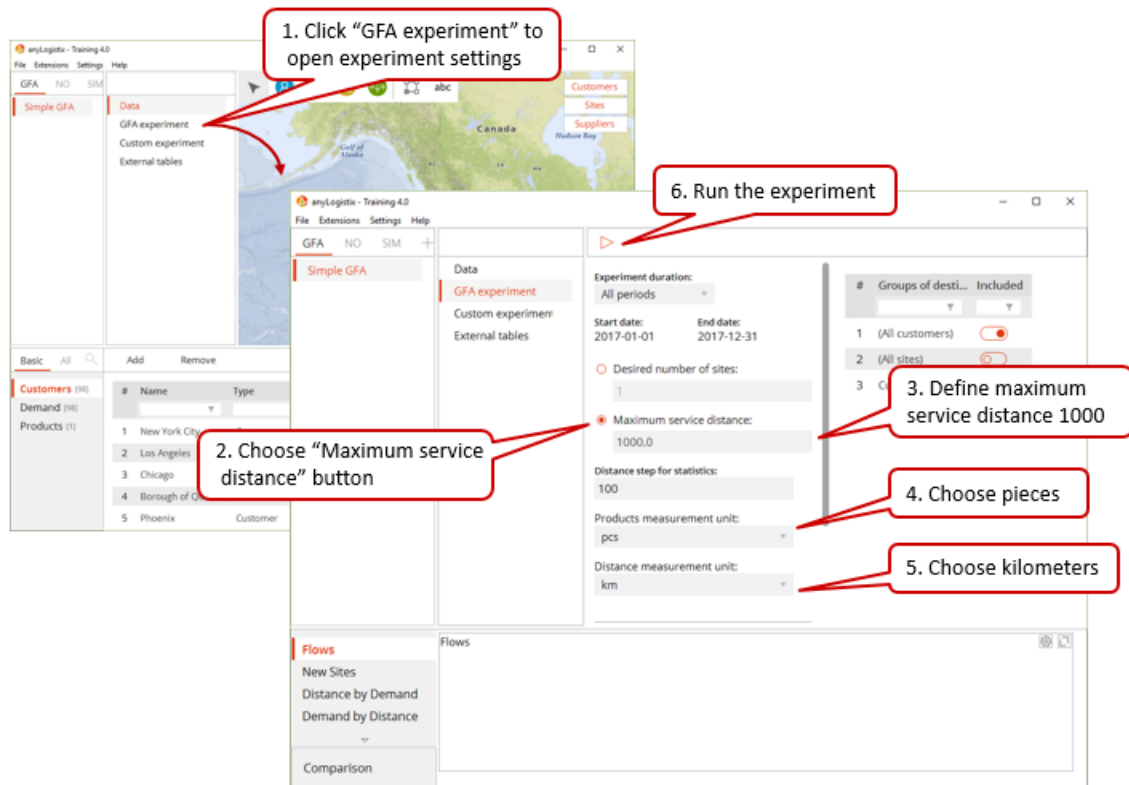 1. Click “GFA experiment” to
open experiment settings
anyLogistix - Training 4.0
File Extensions Settings Help
GFA NO SIM
Simple GFA
Data
GFA experiment
Custom experiment
External tables
abc
Customers
Sites
Suppliers
Canada
Hudson Bay
Gulf of
Alaska
6. Run the experiment
anyLogistix - Training 4.0
File Extensions Settings Help
GFA NO SIM +
Simple GFA
Data
GFA experiment
Custom experiment
External tables
Experiment duration:
All periods
Start date: End date:
2017-01-01 2017-12-31
Desired number of sites:
1
Maximum service distance:
1000.0
Distance step for statistics:
100
Products measurement unit:
pcs
Distance measurement unit:
km
# Groups of desti... Included
1 (All customers)
2 (All sites)
3
3. Define maximum
service distance 1000
2. Choose “Maximum service
distance” button
4. Choose pieces
5. Choose kilometers
Basic All
Add Remove
Customers [98]
Demand [98]
Products [1]
# Name Type
1 New York City
2 Los Angeles
3 Chicago
4 Borough of
5 Phoenix Customer
Flows
New Sites
Distance by Demand
Demand by Distance
Comparison
Flows